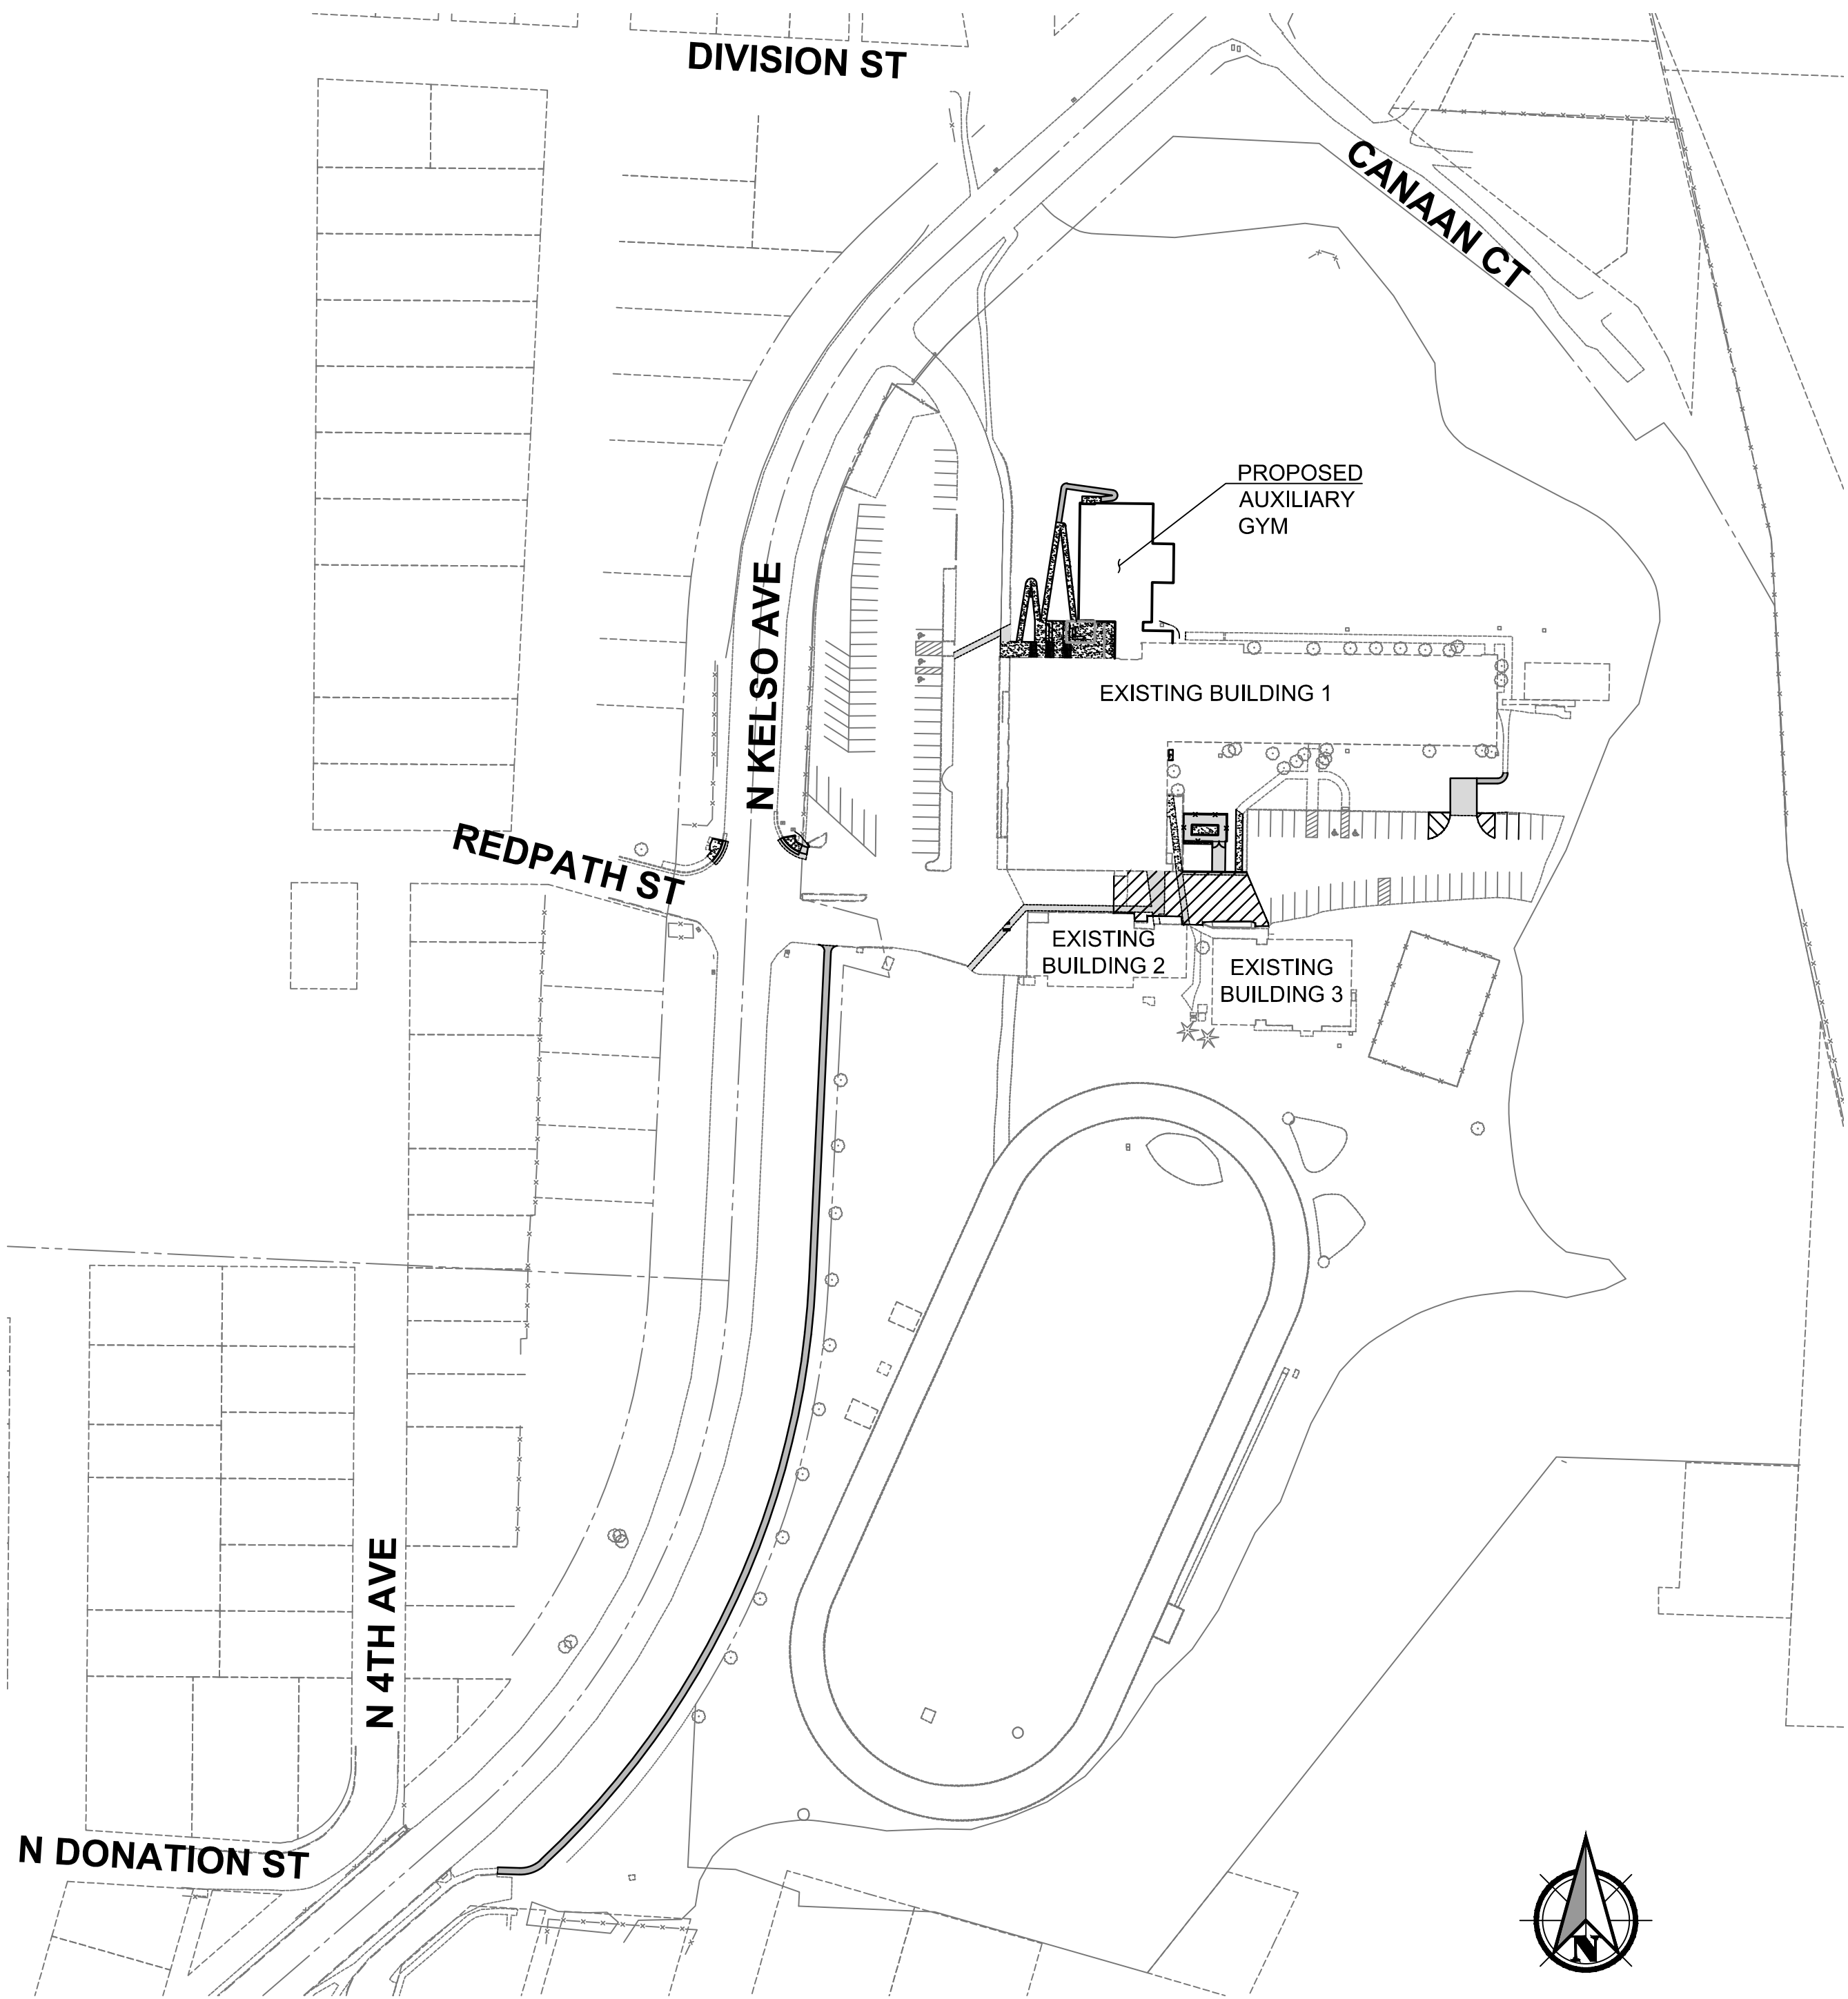 DIVISION ST
CANAAN CT
PROPOSED
AUXILIARY
GYM
N KELSO AVE
EXISTING BUILDING 1
REDPATH ST
EXISTING
BUILDING 2
EXISTING
BUILDING 3
N 4TH AVE
N DONATION ST
N